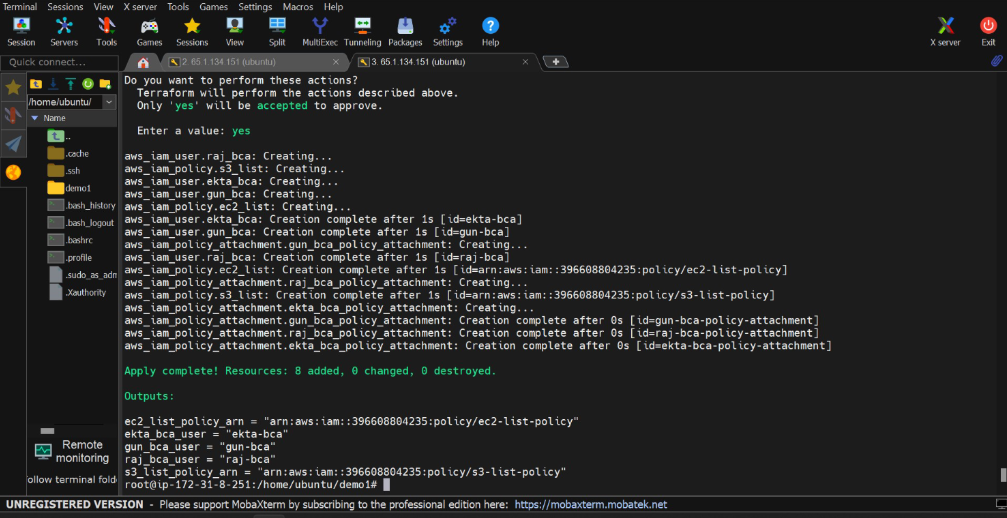 Terminal Sessions View X server Tools Games Settings Macros Help
Session Servers Tools Games Sessions View Split MultiExec Tunneling Packages Settings Help X server Exit
Quick connect... 2. 65.1.134.151 (ubuntu) 3. 65.1.134.151 (ubuntu)
/home/ubuntu/
Name
..
.cache
.ssh
demo1
.bash_history
.bash_logout
.bashrc
.profile
.sudo_as_adm
.Xauthority
Remote
monitoring
ollow terminal folde
Do you want to perform these actions?
Terraform will perform the actions described above.
Only 'yes' will be accepted to approve.
Enter a value: yes
aws_iam_user.raj_bca: Creating...
aws_iam_policy.s3_list: Creating...
aws_iam_user.ekta_bca: Creating...
aws_iam_user.gun_bca: Creating...
aws_iam_policy.ec2_list: Creating...
aws_iam_user.ekta_bca: Creation complete after 1s [id=ekta-bca]
aws_iam_user.gun_bca: Creation complete after 1s [id=gun-bca]
aws_iam_policy_attachment.gun_bca_policy_attachment: Creating...
aws_iam_user.raj_bca: Creation complete after 1s [id=raj-bca]
aws_iam_policy.ec2_list: Creation complete after 1s [id=arn:aws:iam::396608804235:policy/ec2-list-policy]
aws_iam_policy_attachment.raj_bca_policy_attachment: Creating...
aws_iam_policy.s3_list: Creation complete after 1s [id=arn:aws:iam::396608804235:policy/s3-list-policy]
aws_iam_policy_attachment.ekta_bca_policy_attachment: Creating...
aws_iam_policy_attachment.gun_bca_policy_attachment: Creation complete after 0s [id=gun-bca-policy-attachment]
aws_iam_policy_attachment.raj_bca_policy_attachment: Creation complete after 0s [id=raj-bca-policy-attachment]
aws_iam_policy_attachment.ekta_bca_policy_attachment: Creation complete after 0s [id=ekta-bca-policy-attachment]
Apply complete! Resources: 8 added, 0 changed, 0 destroyed.
Outputs:
ec2_list_policy_arn = "arn:aws:iam::396608804235:policy/ec2-list-policy"
ekta_bca_user = "ekta-bca"
gun_bca_user = "gun-bca"
raj_bca_user = "raj-bca"
s3_list_policy_arn = "arn:aws:iam::396608804235:policy/s3-list-policy"
root@ip-172-31-8-251:/home/ubuntu/demo1#
UNREGISTERED VERSION - Please support MobaXterm by subscribing to the professional edition here: https://mobaxterm.mobatek.net